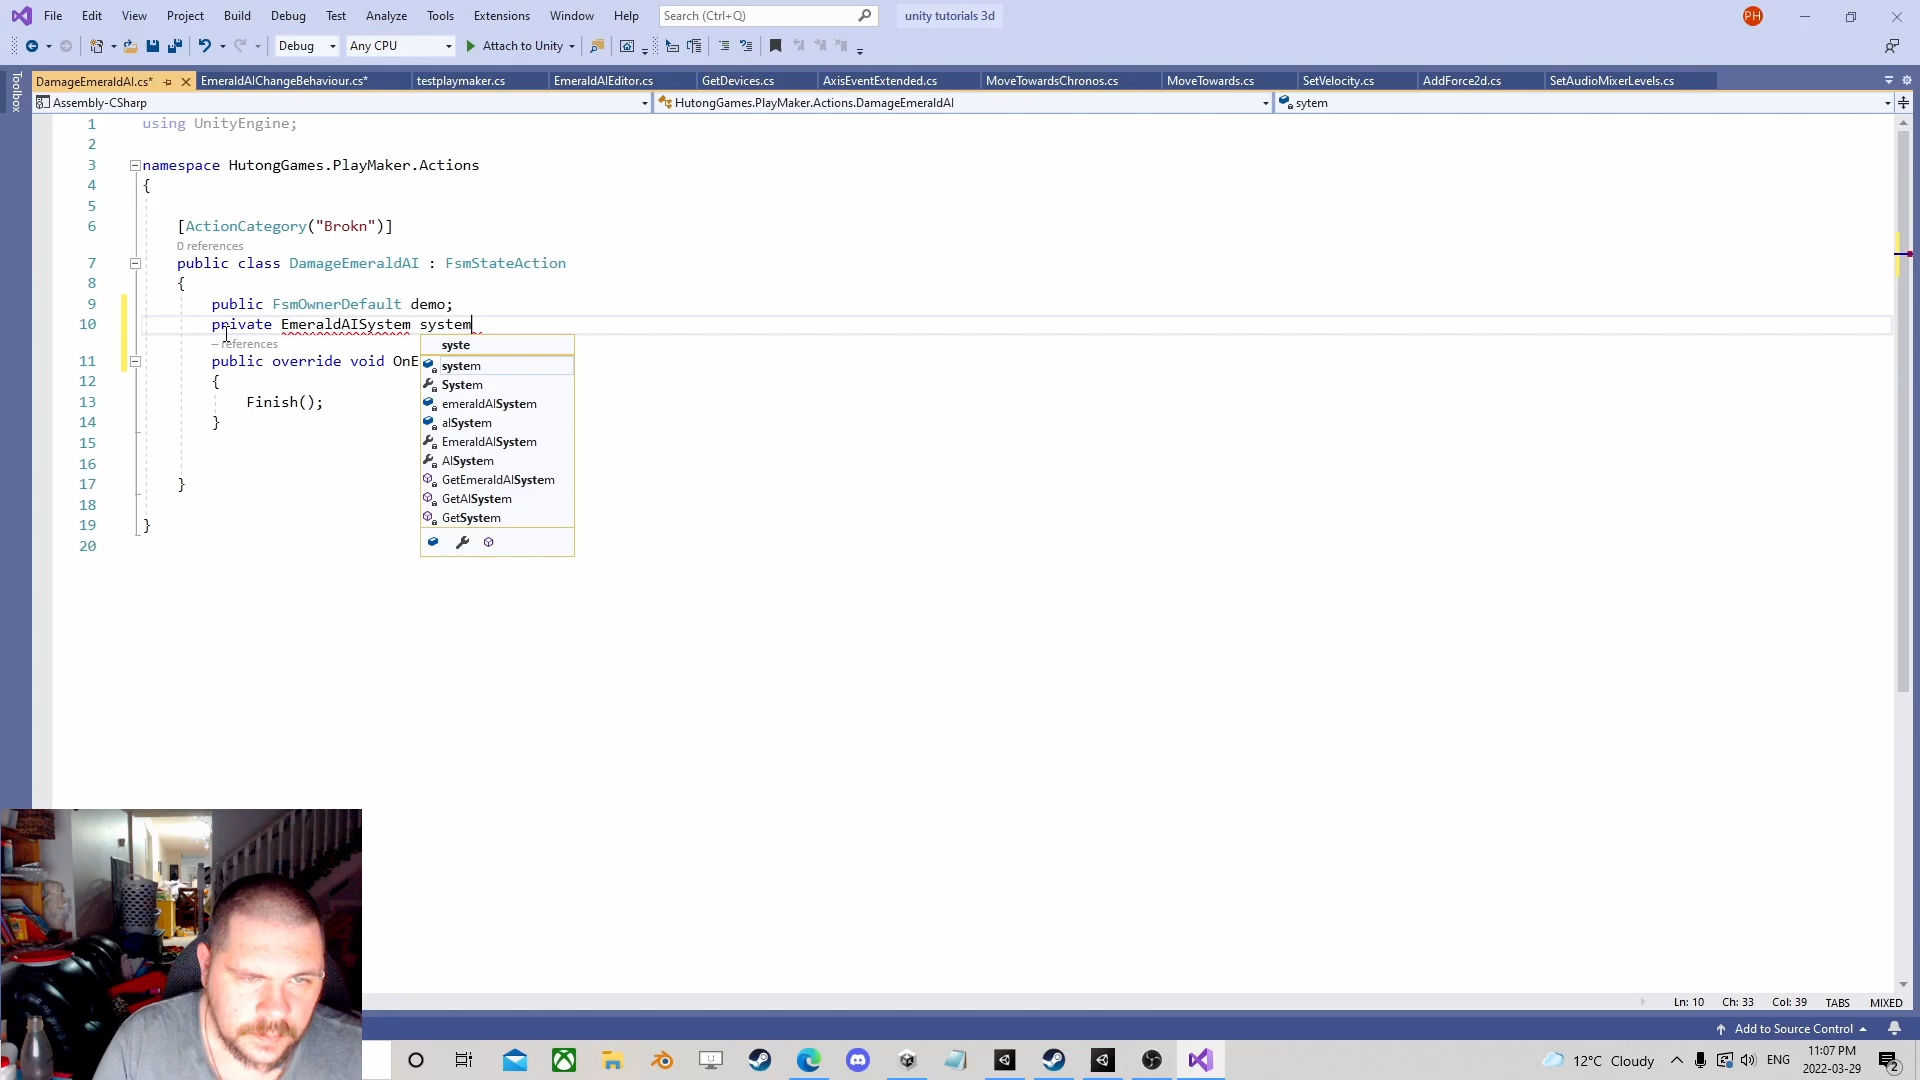 File Edit View Project Build Debug Test Analyze Tools Extensions Window Help Search (Ctrl+Q) unity tutorials 3d PH
Debug Any CPU Attach to Unity
Toolbox
DamageEmeraldAI.cs* EmeraldAIChangeBehaviour.cs* testplaymaker.cs EmeraldAIEditor.cs GetDevices.cs AxisEventExtended.cs MoveTowardsChronos.cs MoveTowards.cs SetVelocity.cs AddForce2d.cs SetAudioMixerLevels.cs
Assembly-CSharp HutongGames.PlayMaker.Actions.DamageEmeraldAI sytem
1 using UnityEngine;
2
3 namespace HutongGames.PlayMaker.Actions
4 {
5
6 [ActionCategory("Brokn")]
0 references
7 public class DamageEmeraldAI : FsmStateAction
8 {
9 public FsmOwnerDefault demo;
10 private EmeraldAISystem system
– references
11 public override void OnE
12 {
13 Finish();
14 }
15
16
17 }
18
19 }
20
syste
system
System
emeraldAISystem
aISystem
EmeraldAISystem
AISystem
GetEmeraldAISystem
GetAISystem
GetSystem
Ln: 10 Ch: 33 Col: 39 TABS MIXED
Add to Source Control
12°C Cloudy ENG 11:07 PM
2022-03-29
2